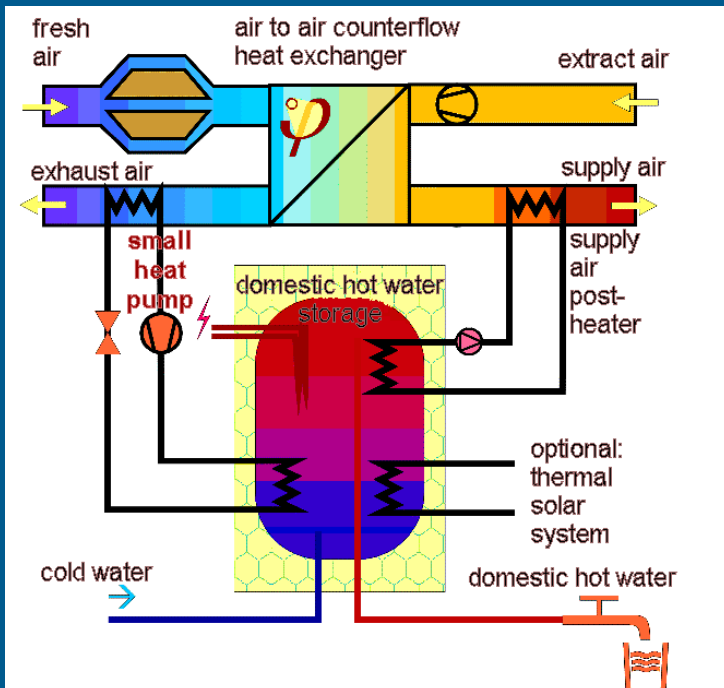 fresh
air
air to air counterflow
heat exchanger
extract air
exhaust air
supply air
small
heat
pump
domestic hot water
storage
supply
air
post-
heater
optional:
thermal
solar
system
cold water
domestic hot water